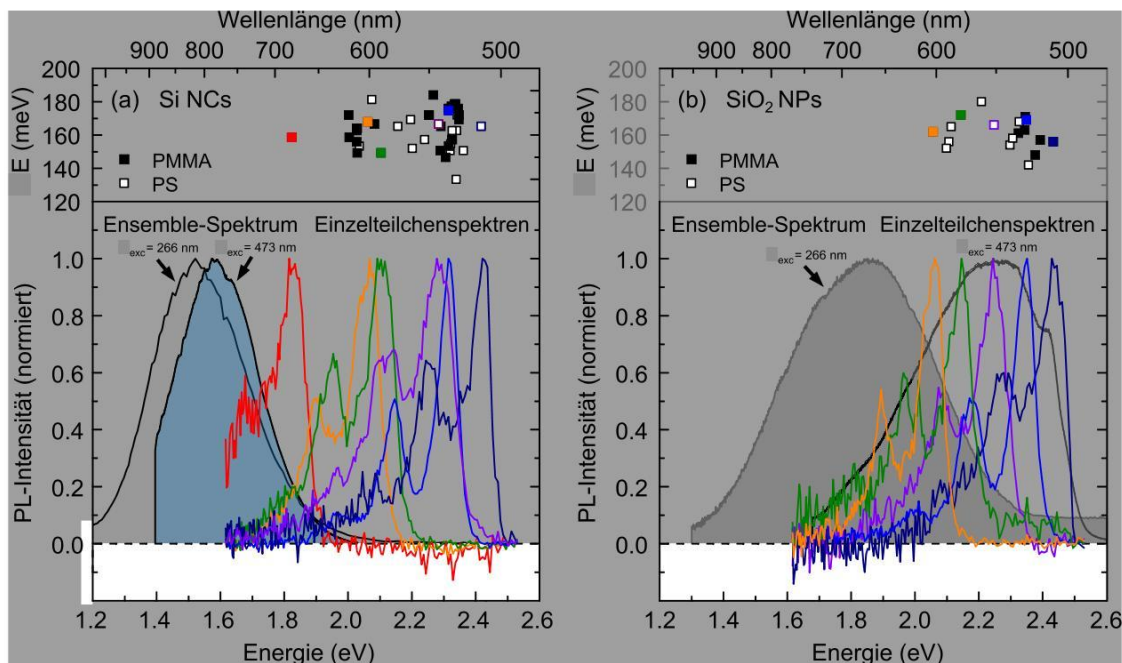 Wellenlänge (nm)
900 800 700 600 500
200
180
160
140
120
E (meV)
(a) Si NCs
PMMA
PS
Ensemble-Spektrum Einzelteilchenspektren
exc = 266 nm exc = 473 nm
1.0
0.8
0.6
0.4
0.2
0.0
PL-Intensität (normiert)
1.2 1.4 1.6 1.8 2.0 2.2 2.4 2.6
Energie (eV)
Wellenlänge (nm)
900 800 700 600 500
200
180
160
140
120
E (meV)
(b) SiO₂ NPs
PMMA
PS
Ensemble-Spektrum Einzelteilchenspektren
exc = 266 nm exc = 473 nm
1.0
0.8
0.6
0.4
0.2
0.0
PL-Intensität (normiert)
1.2 1.4 1.6 1.8 2.0 2.2 2.4 2.6
Energie (eV)